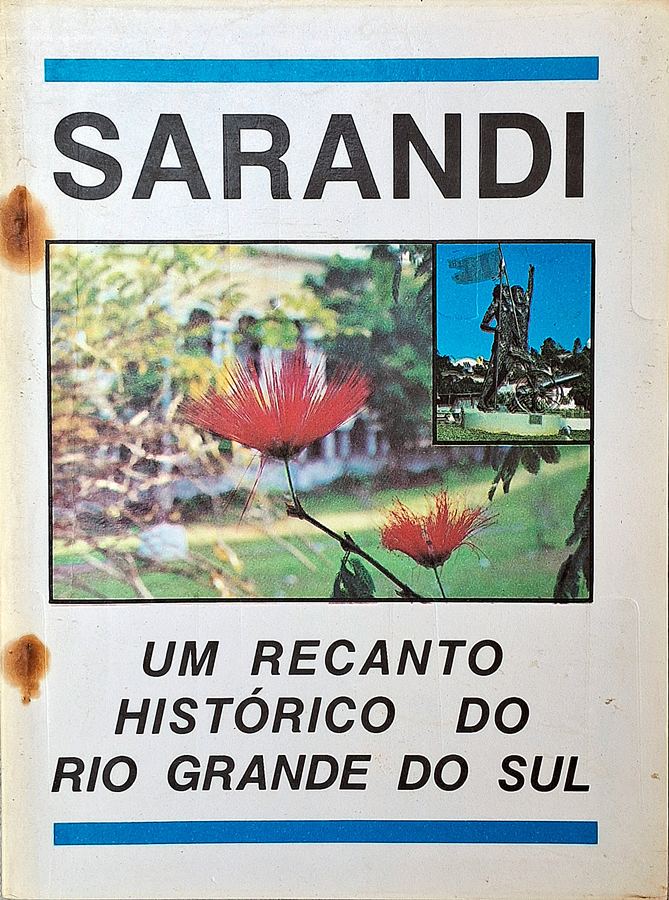 SARANDI
UM RECANTO
HISTÓRICO DO
RIO GRANDE DO SUL